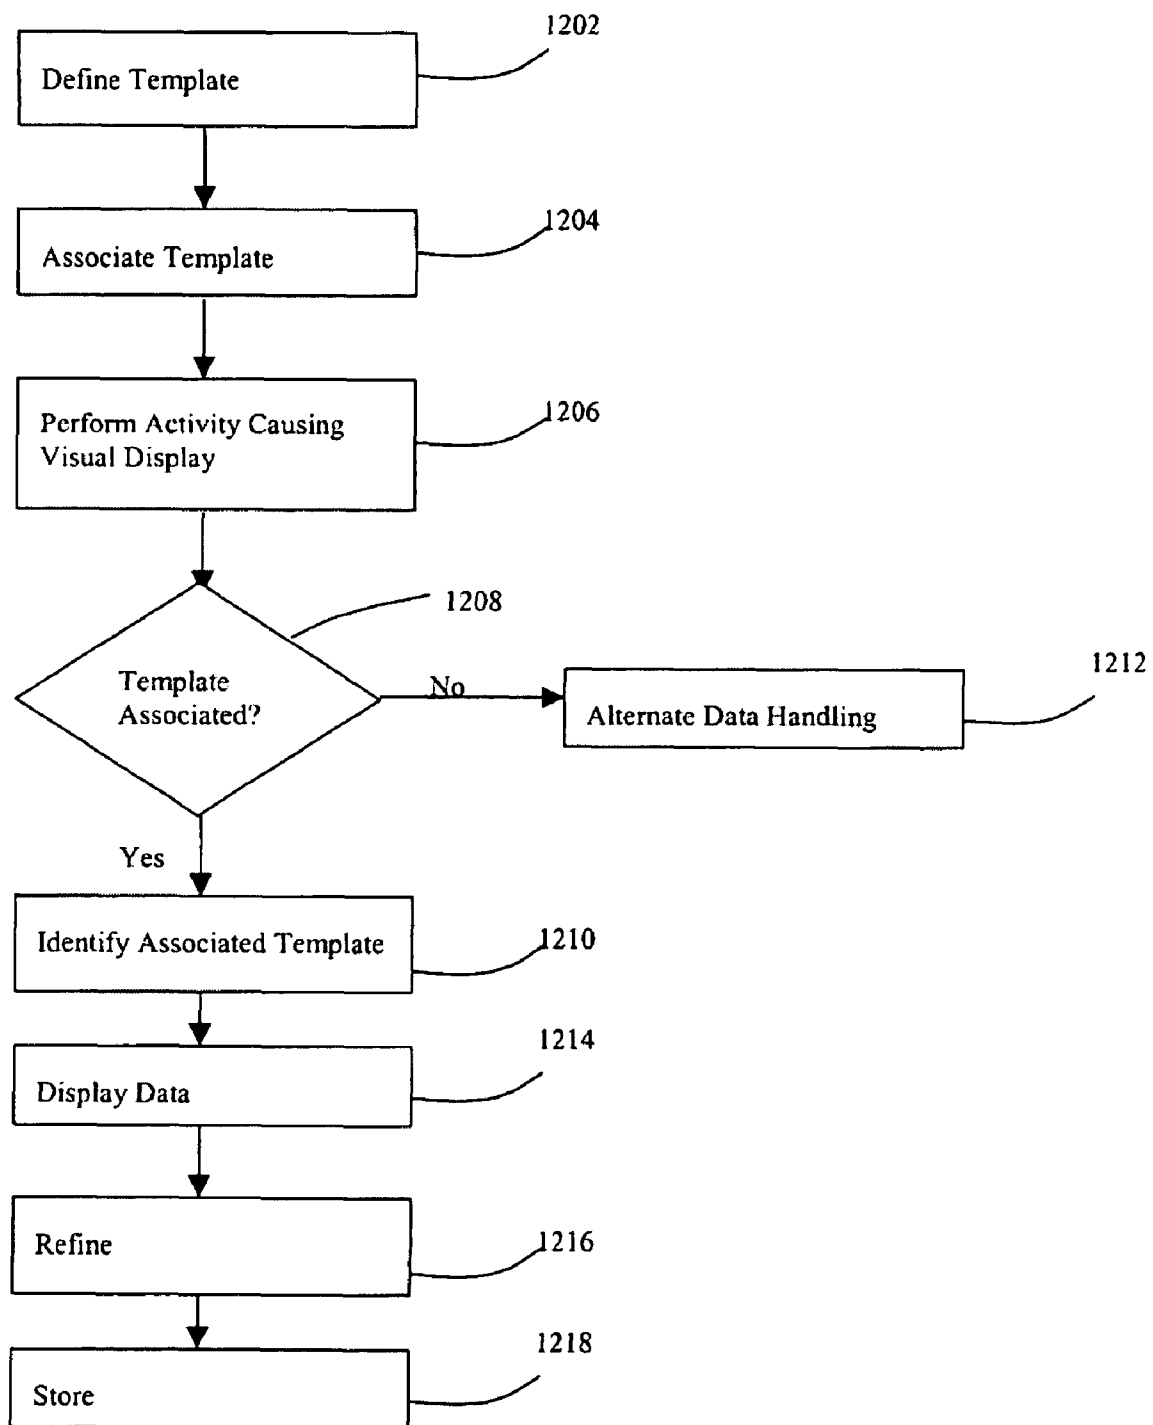 1202
Define Template
1204
Associate Template
1206
Perform Activity Causing
Visual Display
1208
Template
Associated?
No
1212
Alternate Data Handling
Yes
Identify Associated Template
1210
1214
Display Data
Refine
1216
1218
Store